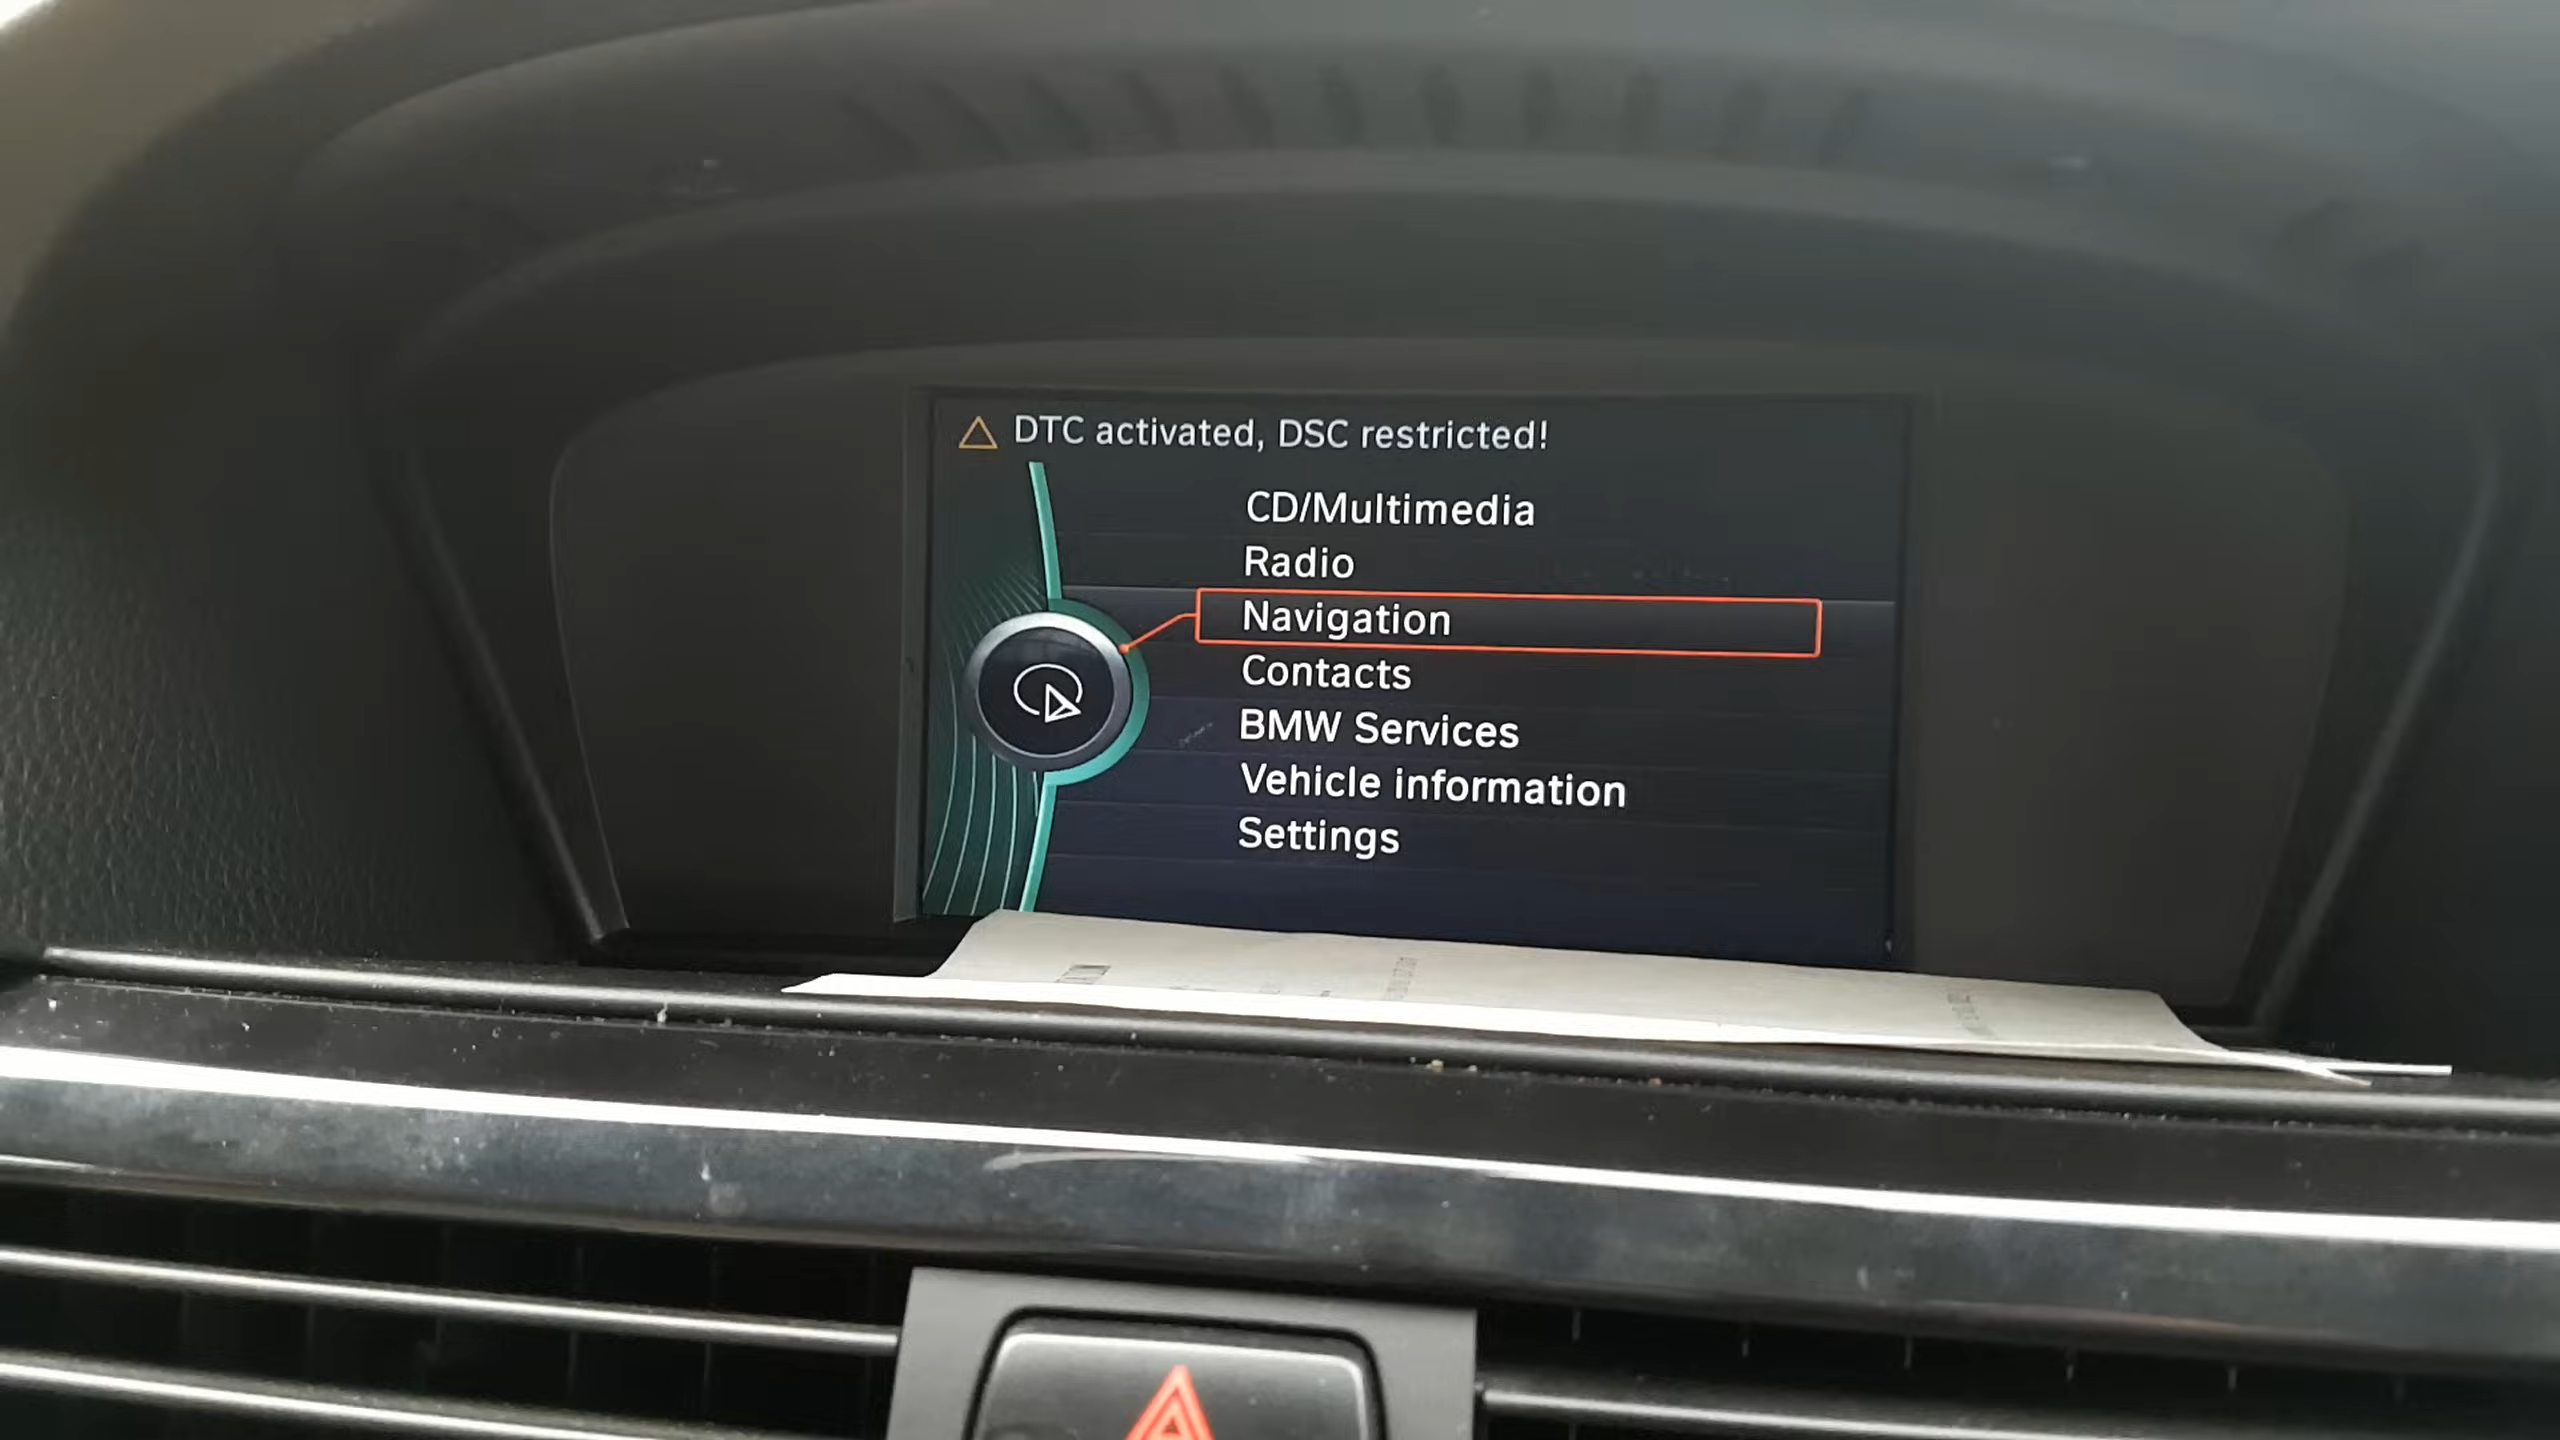 DTC activated, DSC restricted!
CD/Multimedia
Radio
Navigation
Contacts
BMW Services
Vehicle information
Settings